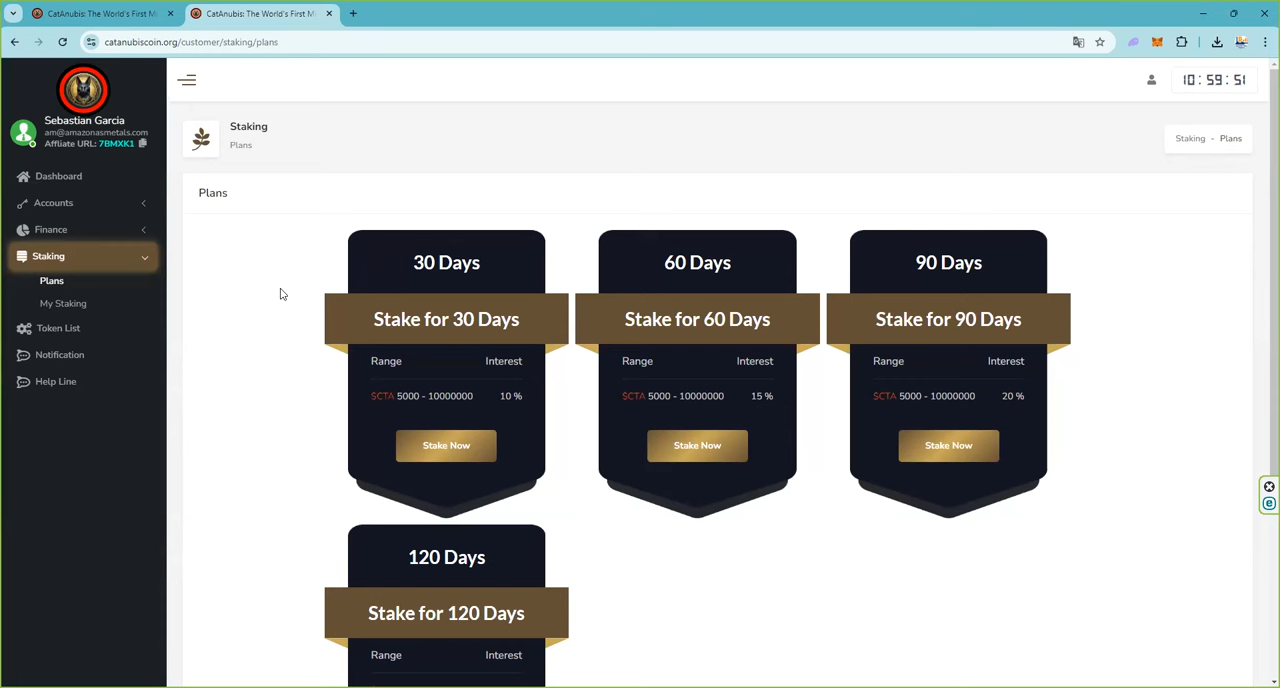 CatAnubis: The World's First M
CatAnubis: The World's First M
catanubiscoin.org/customer/staking/plans
Sebastian Garcia
am@amazonasmetals.com
Affliate URL: 7BMXK1
10:59:51
Dashboard
Accounts
Finance
Staking
Plans
My Staking
Token List
Notification
Help Line
Staking
Plans
Staking - Plans
Plans
30 Days
Stake for 30 Days
Range Interest
$CTA 5000 - 10000000 10 %
Stake Now
60 Days
Stake for 60 Days
Range Interest
$CTA 5000 - 10000000 15 %
Stake Now
90 Days
Stake for 90 Days
Range Interest
$CTA 5000 - 10000000 20 %
Stake Now
120 Days
Stake for 120 Days
Range Interest